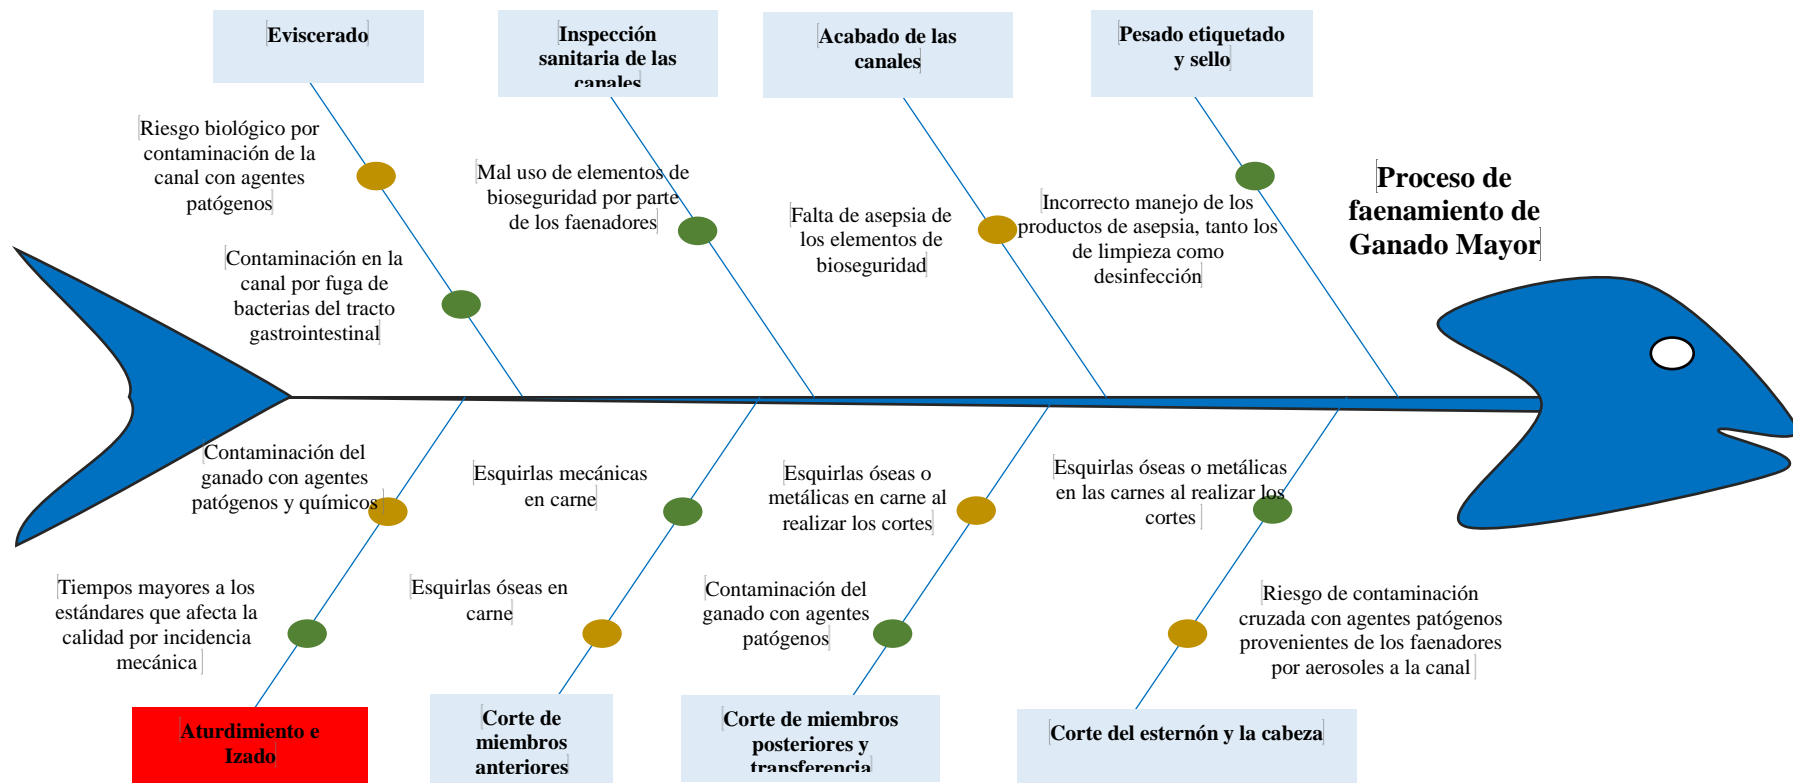 Eviscerado
Inspección
sanitaria de las
canales
Acabado de las
canales
Pesado etiquetado
y sello
Riesgo biológico por
contaminación de la
canal con agentes
patógenos
Contaminación en la
canal por fuga de
bacterias del tracto
gastrointestinal
Mal uso de elementos de
bioseguridad por parte
de los faenadores
Falta de asepsia de
los elementos de
bioseguridad
Incorrecto manejo de los
productos de asepsia, tanto los
de limpieza como
desinfección
Proceso de
faenamiento de
Ganado Mayor
Contaminación del
ganado con agentes
patógenos y químicos
Tiempos mayores a los
estándares que afecta la
calidad por incidencia
mecánica
Esquirlas mecánicas
en carne
Esquirlas óseas en
carne
Esquirlas óseas o
metálicas en carne al
realizar los cortes
Contaminación del
ganado con agentes
patógenos
Esquirlas óseas o metálicas
en las carnes al realizar los
cortes
Riesgo de contaminación
cruzada con agentes patógenos
provenientes de los faenadores
por aerosoles a la canal
Aturdimiento e
Izado
Corte de
miembros
anteriores
Corte de miembros
posteriores y
transferencia
Corte del esternón y la cabeza